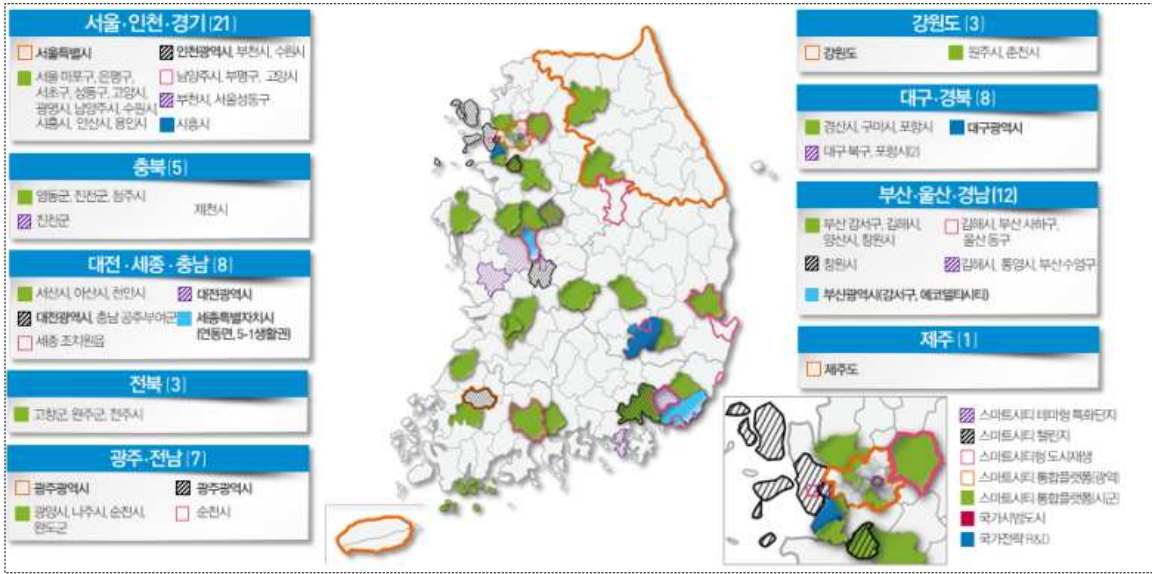 서울·인천·경기 (21)
서울특별시
서울 마포구, 은평구,
서초구, 성동구, 고양시,
광명시, 남양주시, 수원시
시흥시, 안산시, 용인시
인천광역시, 부천시, 수원시
남양주시, 부평구, 고양시
부천시, 서울성동구
시흥시
충북 (5)
영동군, 진천군, 청주시
진천군
제천시
대전·세종·충남 (8)
서산시, 아산시, 천안시
대전광역시, 충남 공주부여군
세종 조치원읍
대전광역시
세종특별자치시
(연동면, 5-1생활권)
전북 (3)
고창군, 완주군, 전주시
광주·전남 (7)
광주광역시
광양시, 나주시, 순천시,
완도군
광주광역시
순천시
강원도 (3)
강원도
원주시, 춘천시
대구·경북 (8)
경산시, 구미시, 포항시
대구 북구, 포항시(2)
대구광역시
부산·울산·경남(12)
부산 강서구, 김해시,
양산시, 창원시
창원시
부산광역시(강서구, 에코델타시티)
김해시, 부산 사하구,
울산 동구
김해시, 통영시, 부산수영구
제주 (1)
제주도
스마트시티 테마형 특화단지
스마트시티 챌린지
스마트시티형 도시재생
스마트시티 통합플랫폼(광역)
스마트시티 통합플랫폼(시군)
국가시범도시
국가전략 R&D